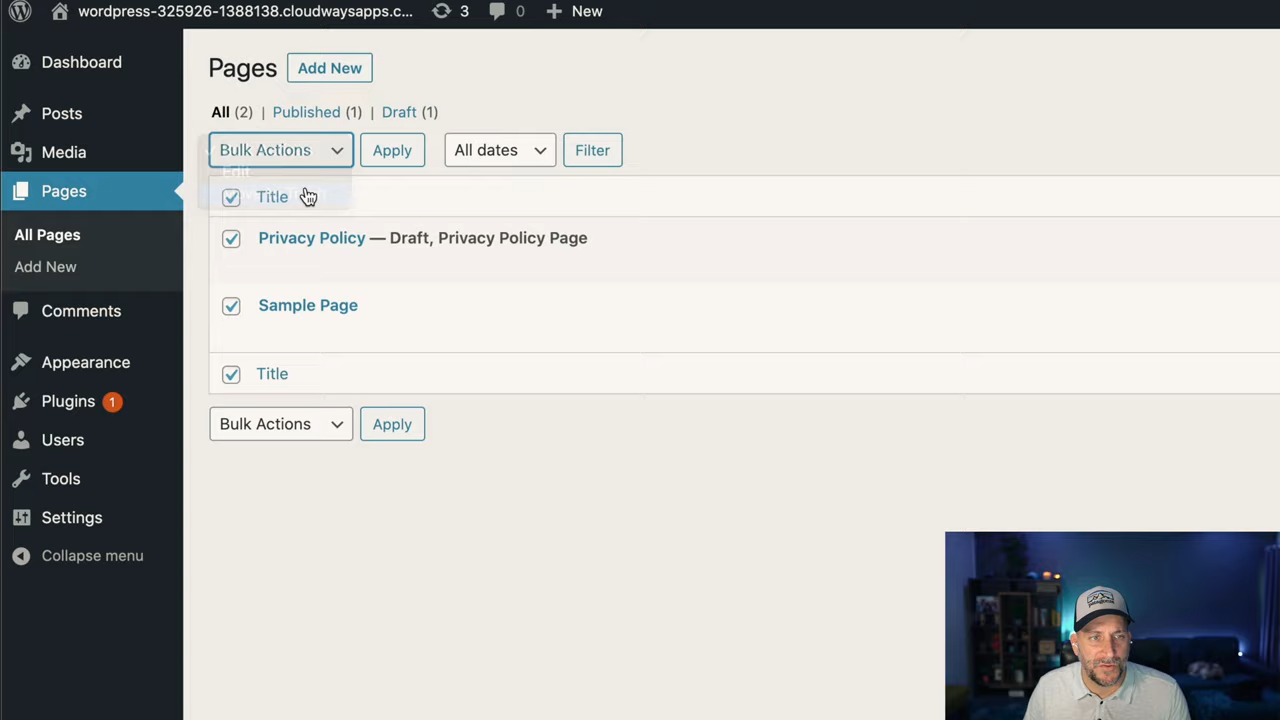 wordpress-325926-1388138.cloudwaysapps.c... 3 0 + New
Dashboard
Posts
Media
Pages
All Pages
Add New
Comments
Appearance
Plugins 1
Users
Tools
Settings
Collapse menu
Pages Add New
All (2) | Published (1) | Draft (1)
Bulk Actions Apply All dates Filter
Edit
Title
Privacy Policy — Draft, Privacy Policy Page
Sample Page
Title
Bulk Actions Apply